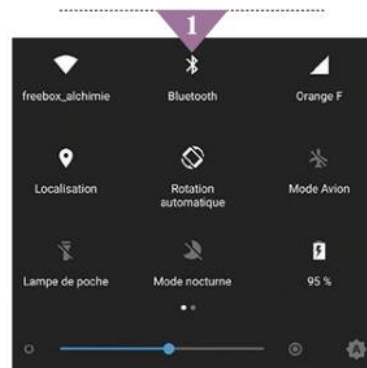 1
freebox_alchimie Bluetooth Orange F
Localisation Rotation automatique Mode Avion
Lampe de poche Mode nocturne 95 %
A